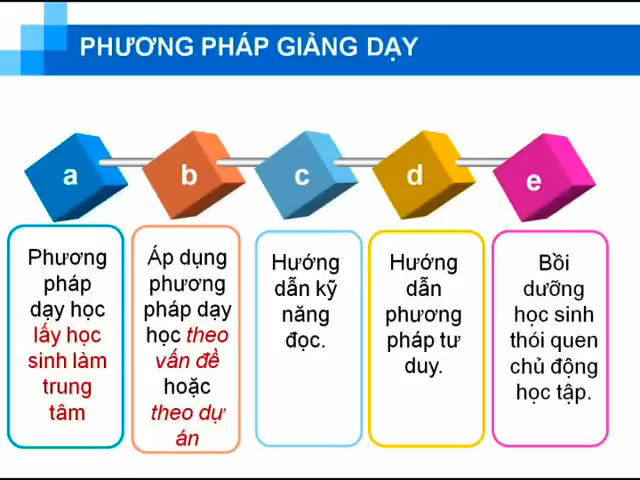 PHƯƠNG PHÁP GIẢNG DẠY
a
b
c
d
e
Phương
pháp
dạy học
lấy học
sinh làm
trung
tâm
Áp dụng
phương
pháp dạy
học theo
vấn đề
hoặc
theo dự
án
Hướng
dẫn kỹ
năng
đọc.
Hướng
dẫn
phương
pháp tư
duy.
Bồi
dưỡng
học sinh
thói quen
chủ động
học tập.